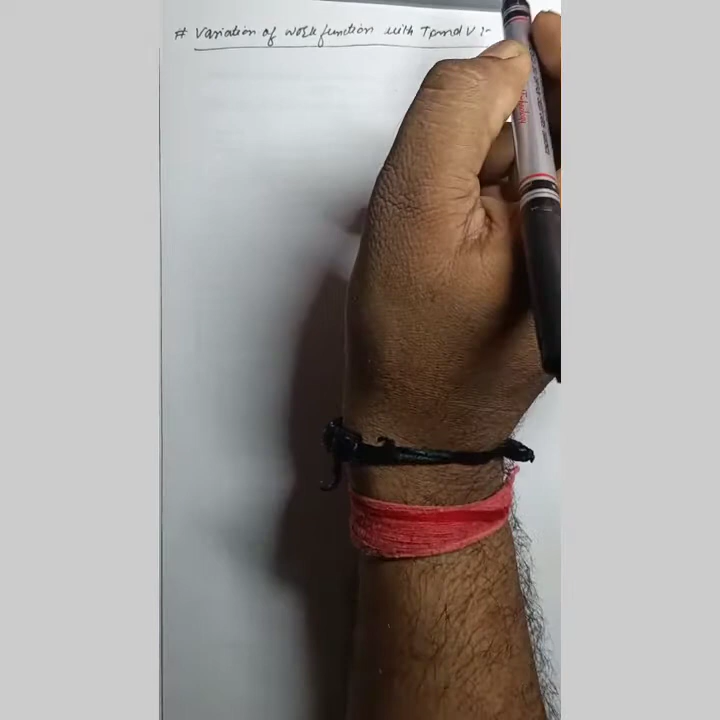 # Variation of work function with T and V :-